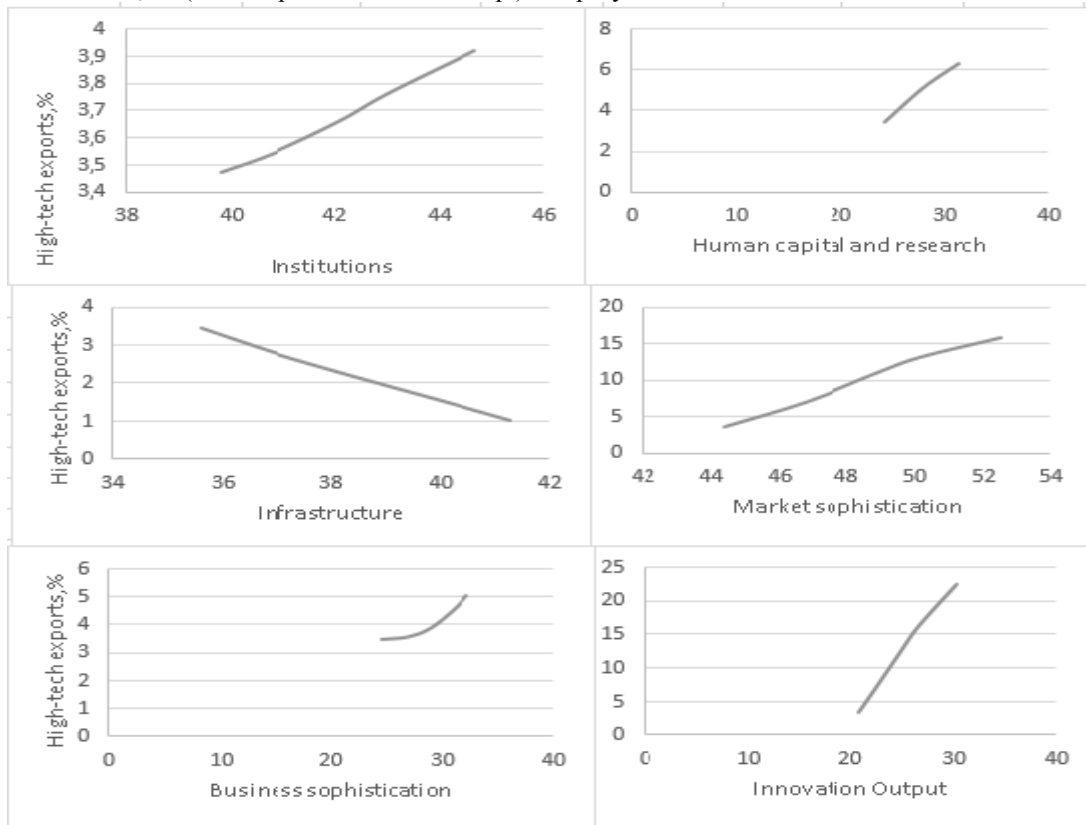 High-tech exports,%
4
3,9
3,8
3,7
3,6
3,5
3,4
38 40 42 44 46
Institutions
8
6
4
2
0
0 10 20 30 40
Human capital and research
High-tech exports,%
4
3
2
1
0
34 36 38 40 42
Infrastructure
20
15
10
5
0
42 44 46 48 50 52 54
Market sophistication
High-tech exports,%
6
5
4
3
2
1
0
0 10 20 30 40
Business sophistication
25
20
15
10
5
0
0 10 20 30 40
Innovation Output